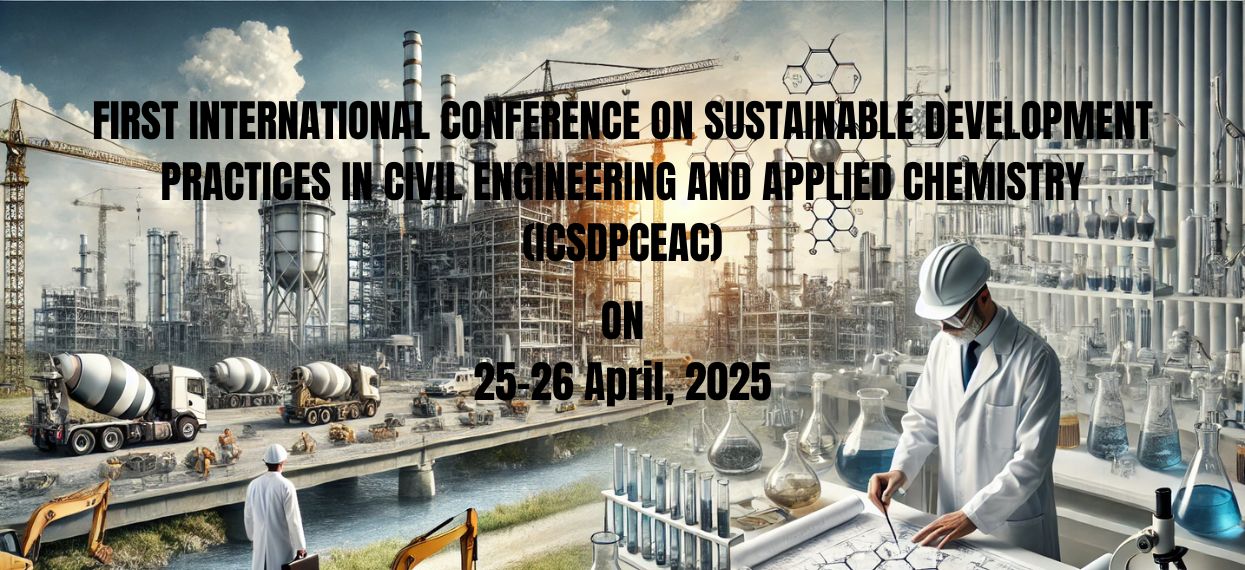 FIRST INTERNATIONAL CONFERENCE ON SUSTAINABLE DEVELOPMENT
PRACTICES IN CIVIL ENGINEERING AND APPLIED CHEMISTRY
(ICSDPCEAC)
ON
25-26 April, 2025